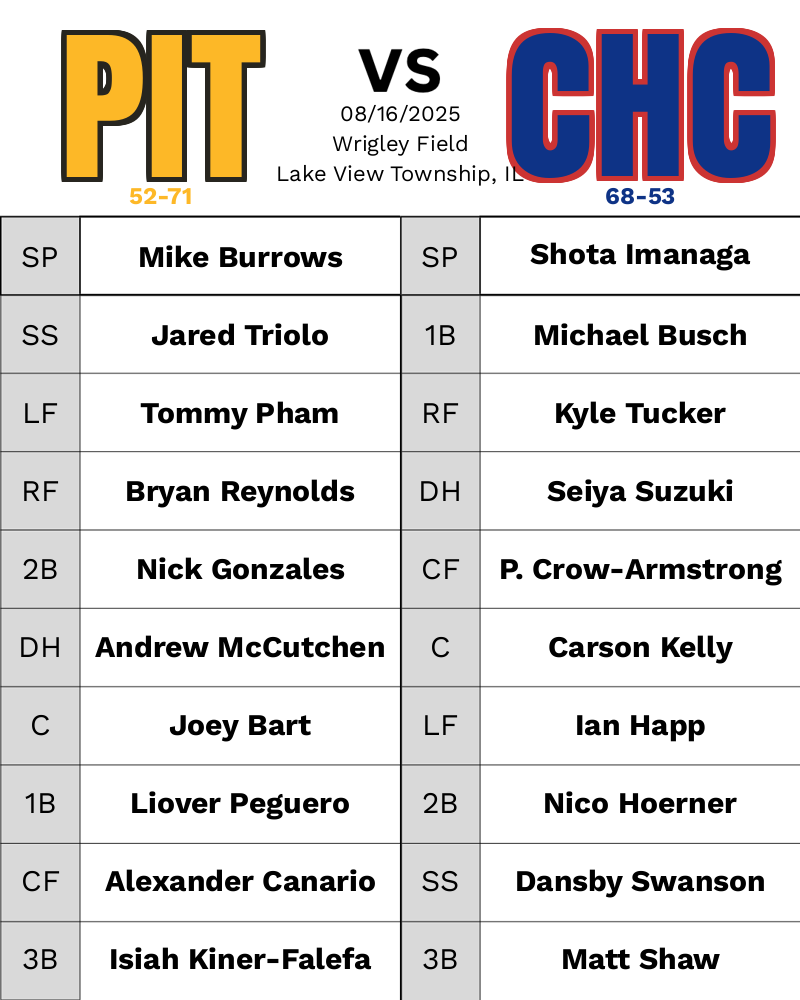 PIT
VS
CHC
08/16/2025
Wrigley Field
Lake View Township, IL
52-71
68-53
SP Mike Burrows SP Shota Imanaga
SS Jared Triolo 1B Michael Busch
LF Tommy Pham RF Kyle Tucker
RF Bryan Reynolds DH Seiya Suzuki
2B Nick Gonzales CF P. Crow-Armstrong
DH Andrew McCutchen C Carson Kelly
C Joey Bart LF Ian Happ
1B Liover Peguero 2B Nico Hoerner
CF Alexander Canario SS Dansby Swanson
3B Isiah Kiner-Falefa 3B Matt Shaw